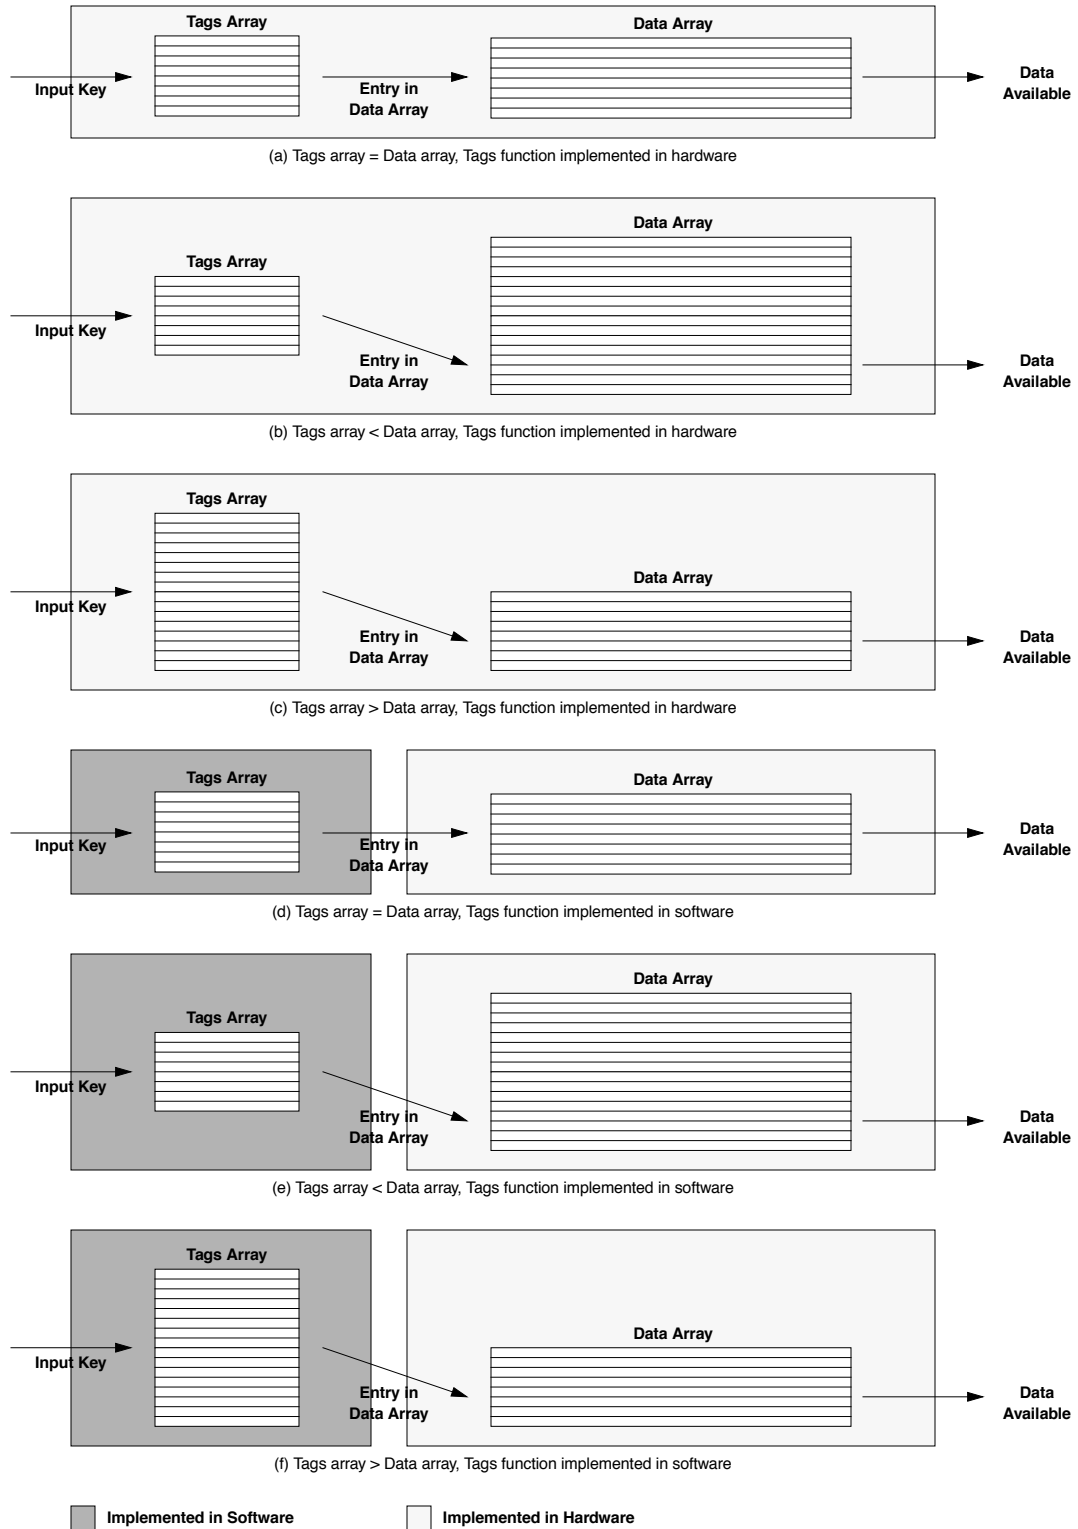 Tags Array
Data Array
Input Key
Entry in
Data Array
Data
Available
(a) Tags array = Data array, Tags function implemented in hardware
Data Array
Tags Array
Input Key
Entry in
Data Array
Data
Available
(b) Tags array < Data array, Tags function implemented in hardware
Tags Array
Data Array
Input Key
Entry in
Data Array
Data
Available
(c) Tags array > Data array, Tags function implemented in hardware
Tags Array
Data Array
Input Key
Entry in
Data Array
Data
Available
(d) Tags array = Data array, Tags function implemented in software
Data Array
Tags Array
Input Key
Entry in
Data Array
Data
Available
(e) Tags array < Data array, Tags function implemented in software
Tags Array
Data Array
Input Key
Entry in
Data Array
Data
Available
(f) Tags array > Data array, Tags function implemented in software
Implemented in Software
Implemented in Hardware